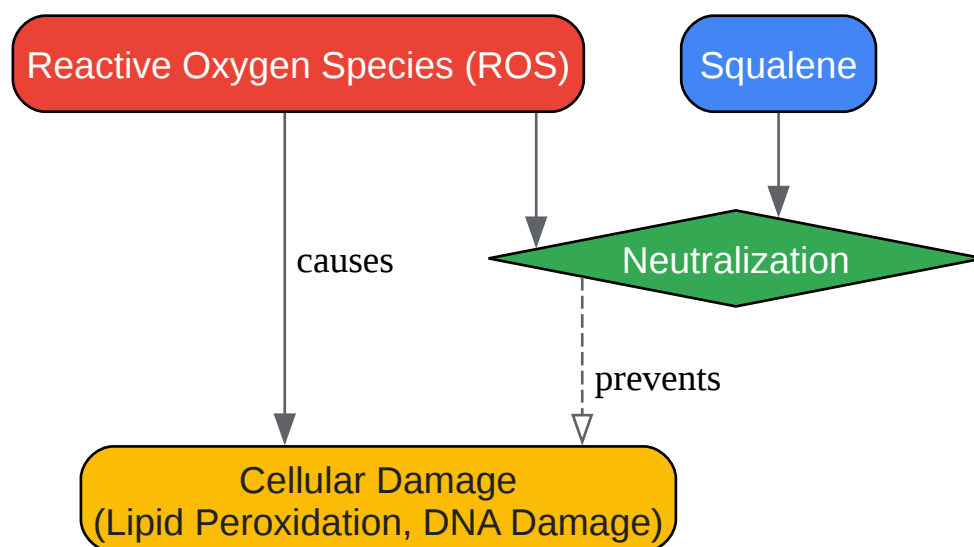 Reactive Oxygen Species (ROS)
Squalene
causes
Neutralization
prevents
Cellular Damage
(Lipid Peroxidation, DNA Damage)